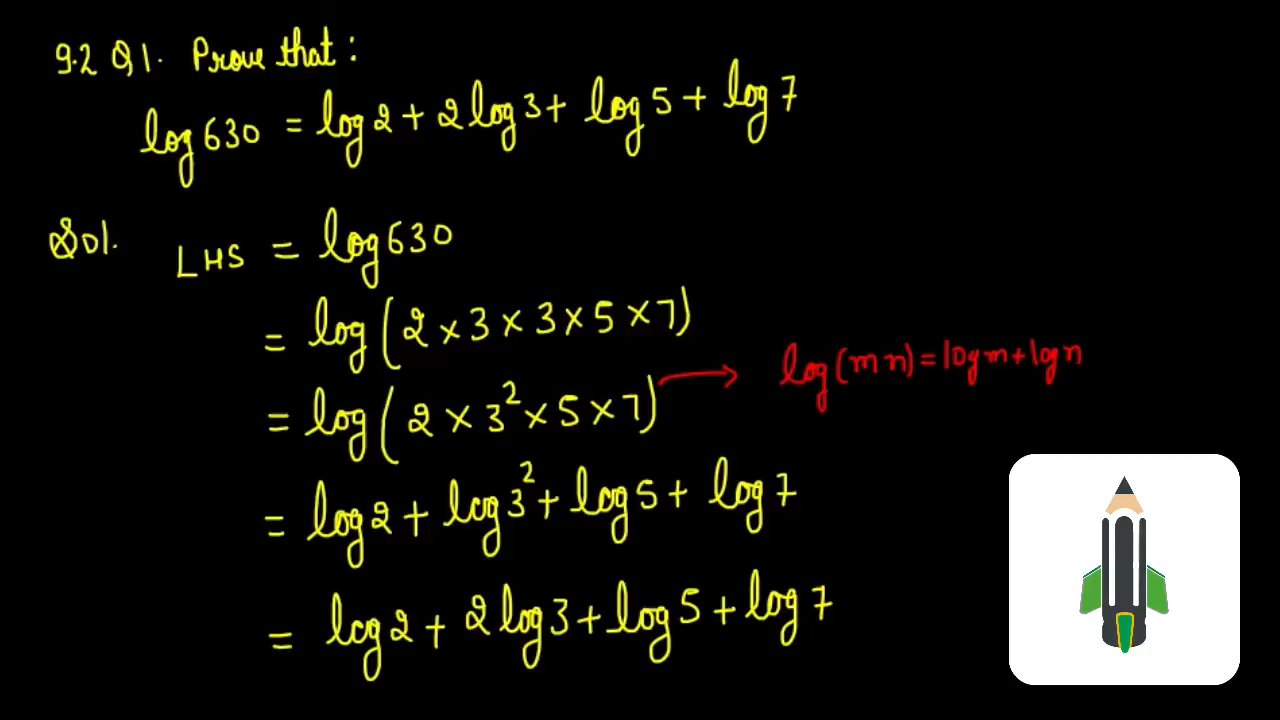 9.2 Q1. Prove that:
log 630 = log 2 + 2 log 3 + log 5 + log 7
Sol. LHS = log 630
= log (2 × 3 × 3 × 5 × 7)
= log (2 × 3² × 5 × 7) → log (mn) = log m + log n
= log 2 + log 3² + log 5 + log 7
= log 2 + 2 log 3 + log 5 + log 7